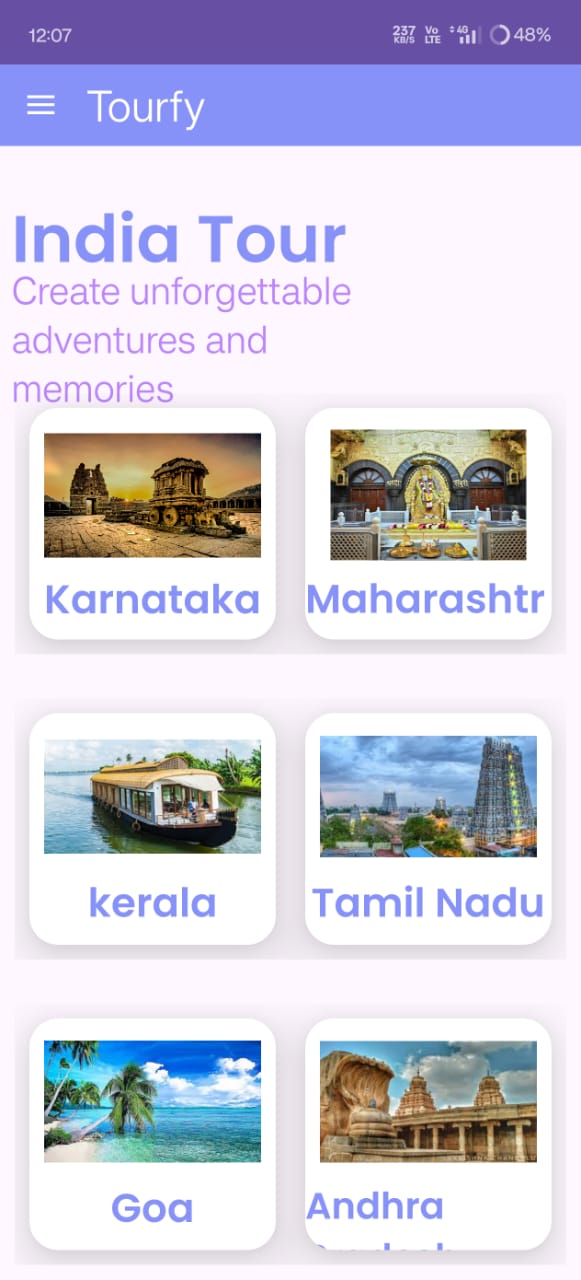 12:07 237 KB/S Vo LTE 4G 48%
Tourfy
India Tour
Create unforgettable
adventures and
memories
Karnataka Maharashtr
kerala Tamil Nadu
Goa Andhra